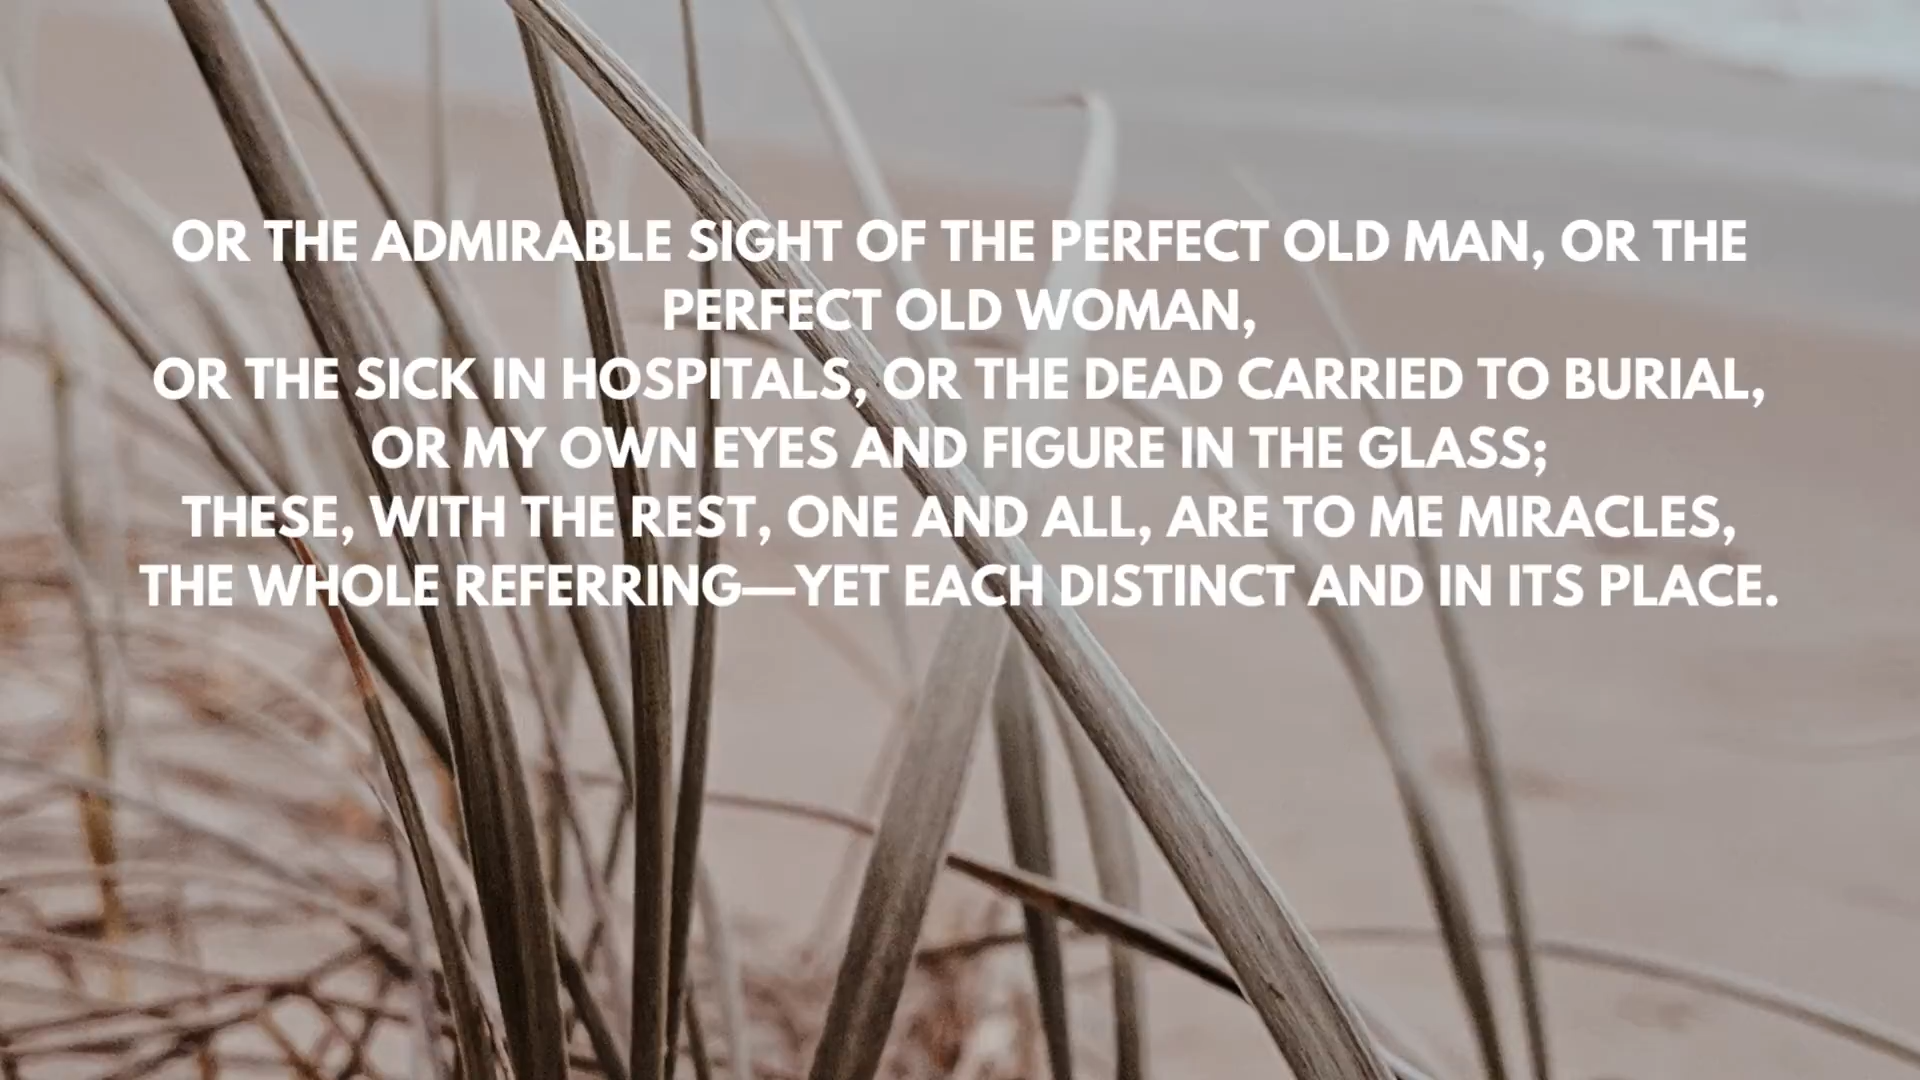 OR THE ADMIRABLE SIGHT OF THE PERFECT OLD MAN, OR THE
PERFECT OLD WOMAN,
OR THE SICK IN HOSPITALS, OR THE DEAD CARRIED TO BURIAL,
OR MY OWN EYES AND FIGURE IN THE GLASS;
THESE, WITH THE REST, ONE AND ALL, ARE TO ME MIRACLES,
THE WHOLE REFERRING—YET EACH DISTINCT AND IN ITS PLACE.